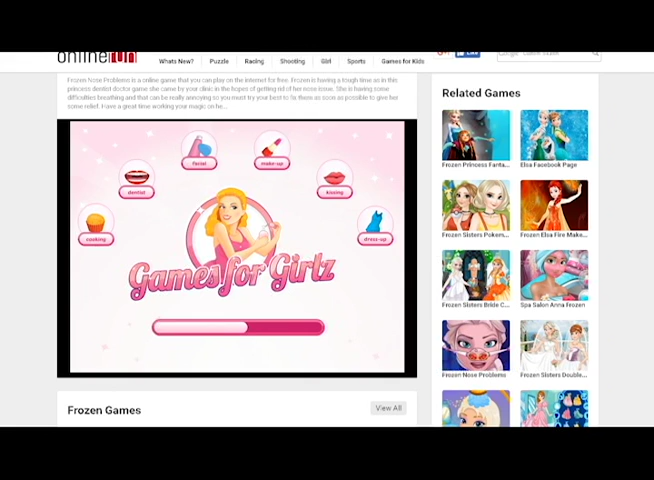 onlinefun
Whats New?
Puzzle
Racing
Shooting
Girl
Sports
Games for Kids
Frozen Nose Problems is a online game that you can play on the internet for free. Frozen is having a rough time so in this
princess dentist doctor game she came by your clinic in the hopes of getting rid of her nose issue. She is having some
difficulties breathing and that can be really annoying so you must try your best to fix them as soon as possible to give her
some relief. Have a great time working your magic on he...
facial
make-up
dentist
kissing
cooking
dress-up
Games for Girlz
Frozen Games
View All
Related Games
Frozen Princess Fanta...
Elsa Facebook Page
Frozen Sisters Pokem...
Frozen Elsa Fire Make...
Frozen Sisters Bride C...
Spa Salon Anna Frozen
Frozen Nose Problems
Frozen Sisters Double...